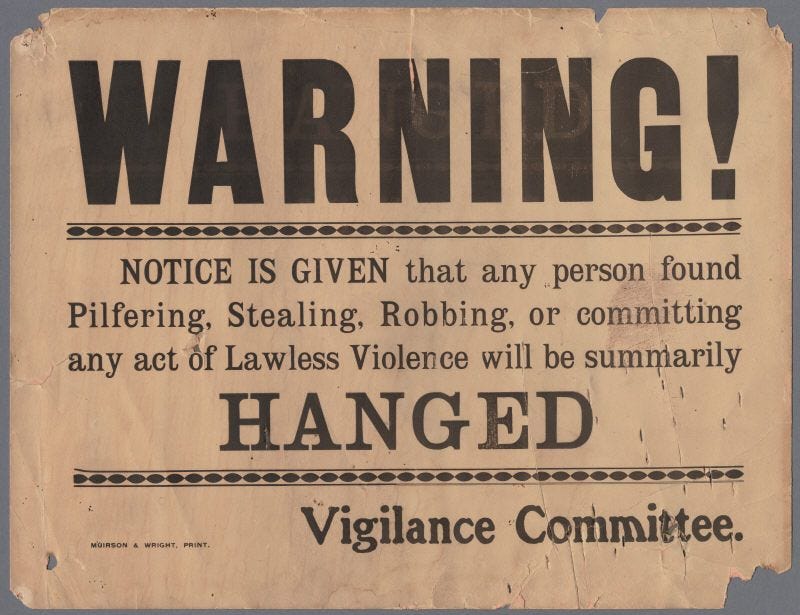 WARNING!
NOTICE IS GIVEN that any person found
Pilfering, Stealing, Robbing, or committing
any act of Lawless Violence will be summarily
HANGED
Vigilance Committee.
MUIRSON & WRIGHT, PRINT.